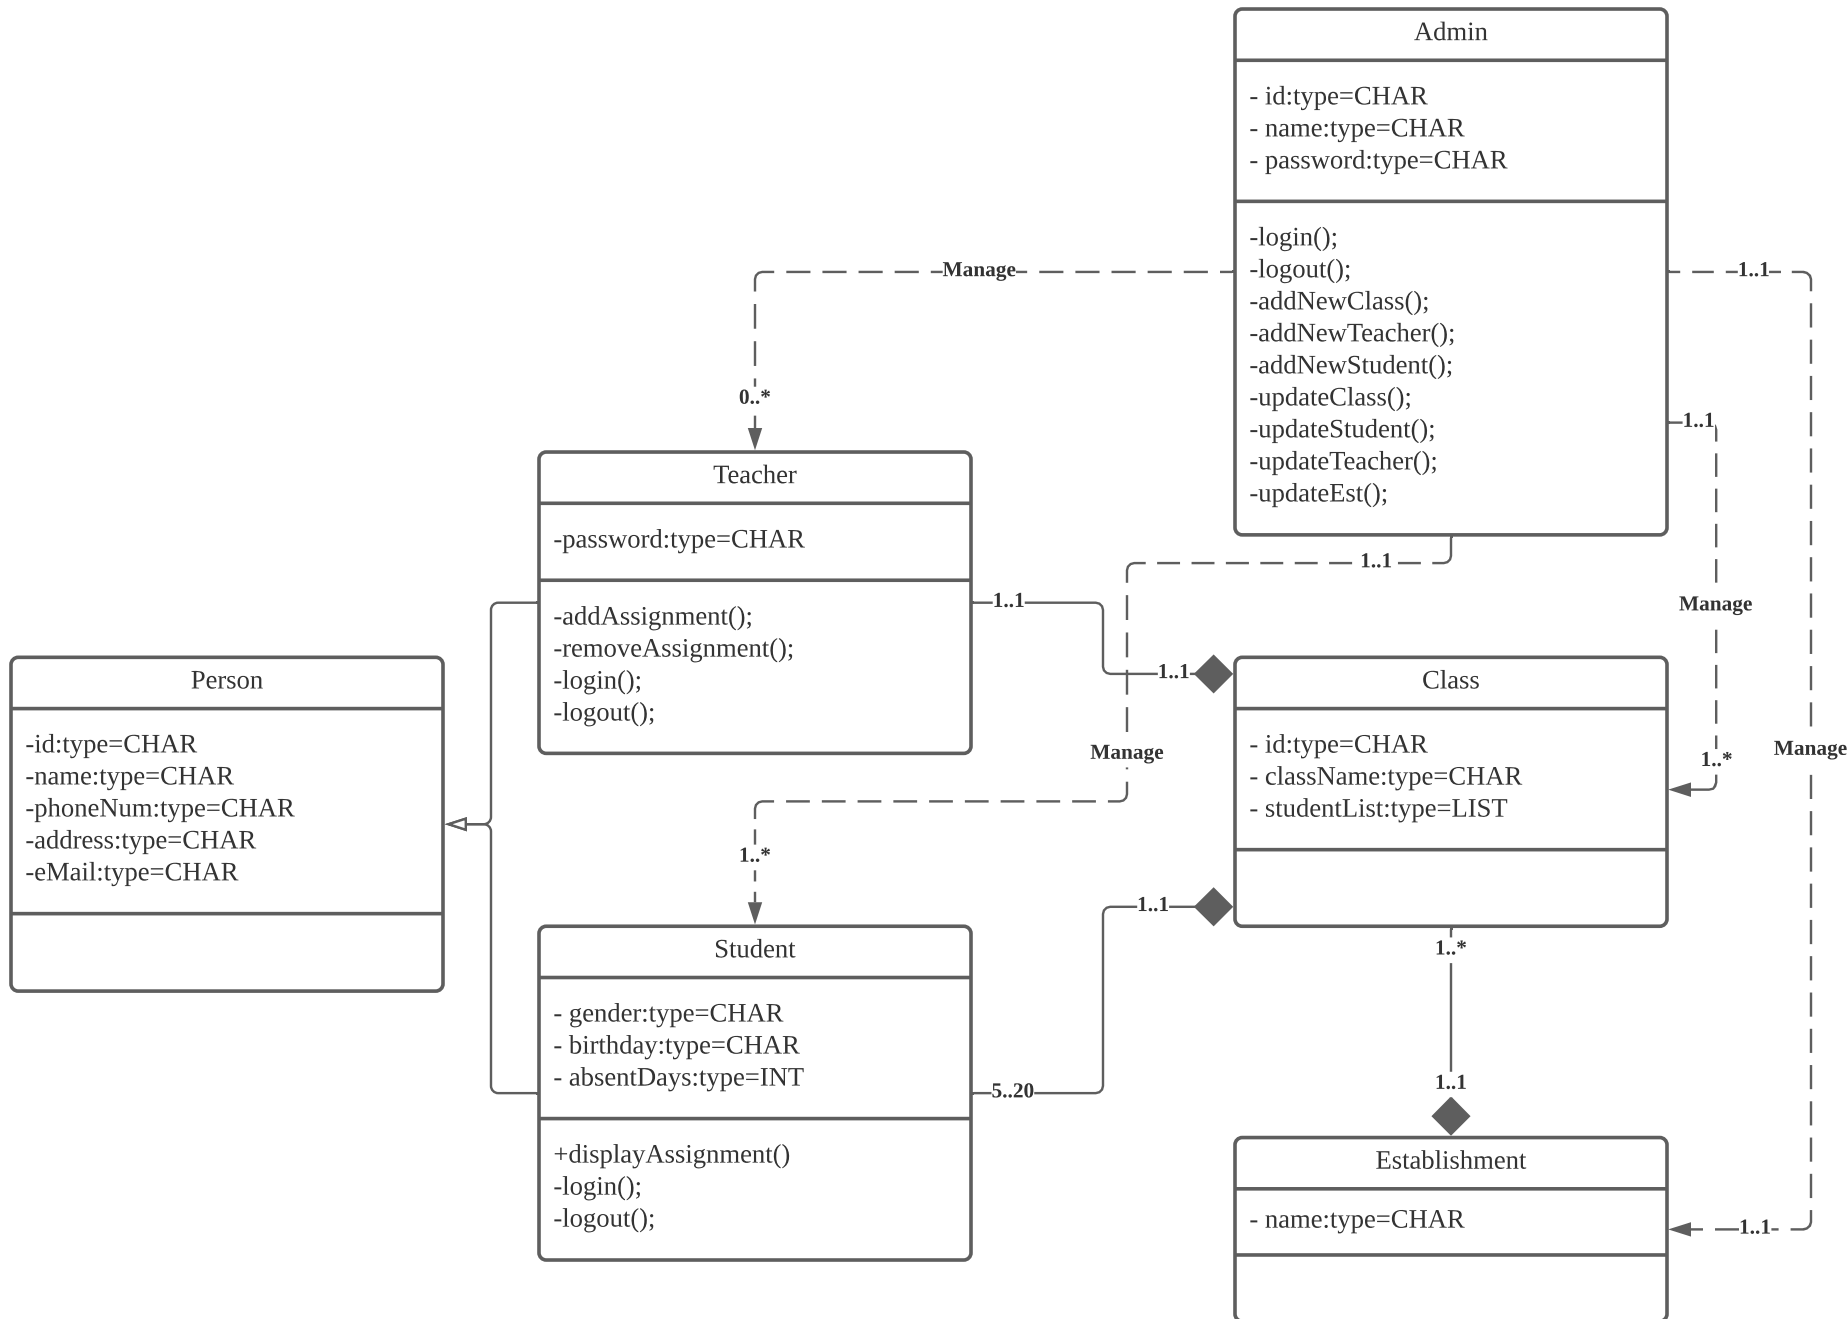 Admin
- id:type=CHAR
- name:type=CHAR
- password:type=CHAR
-login();
-logout();
-addNewClass();
-addNewTeacher();
-addNewStudent();
-updateClass();
-updateStudent();
-updateTeacher();
-updateEst();
Manage
0..*
1..1
1..1
Manage
1..*
Manage
1..1
1..1
Manage
1..*
Teacher
-password:type=CHAR
-addAssignment();
-removeAssignment();
-login();
-logout();
1..1
1..1
Person
-id:type=CHAR
-name:type=CHAR
-phoneNum:type=CHAR
-address:type=CHAR
-eMail:type=CHAR
Class
- id:type=CHAR
- className:type=CHAR
- studentList:type=LIST
Student
- gender:type=CHAR
- birthday:type=CHAR
- absentDays:type=INT
+displayAssignment()
-login();
-logout();
5..20
1..1
1..*
1..1
Establishment
- name:type=CHAR